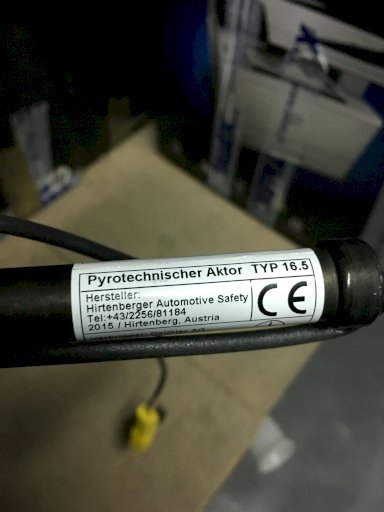 Pyrotechnischer Aktor TYP 16.5
Hersteller:
Hirtenberger Automotive Safety
Tel:+43/2256/81184
2015 / Hirtenberg, Austria
CE